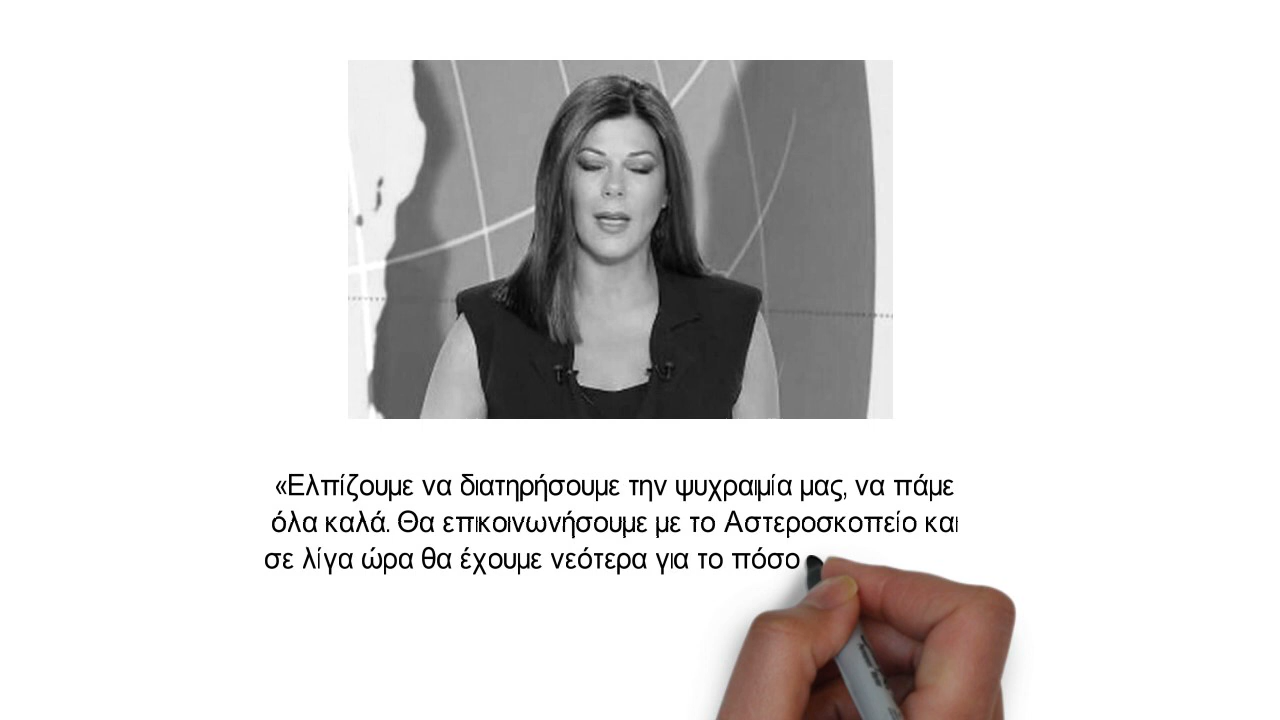 «Ελπίζουμε να διατηρήσουμε την ψυχραιμία μας, να πάμε
όλα καλά. Θα επικοινωνήσουμε με το Αστεροσκοπείο και
σε λίγα ώρα θα έχουμε νεότερα για το πόσο